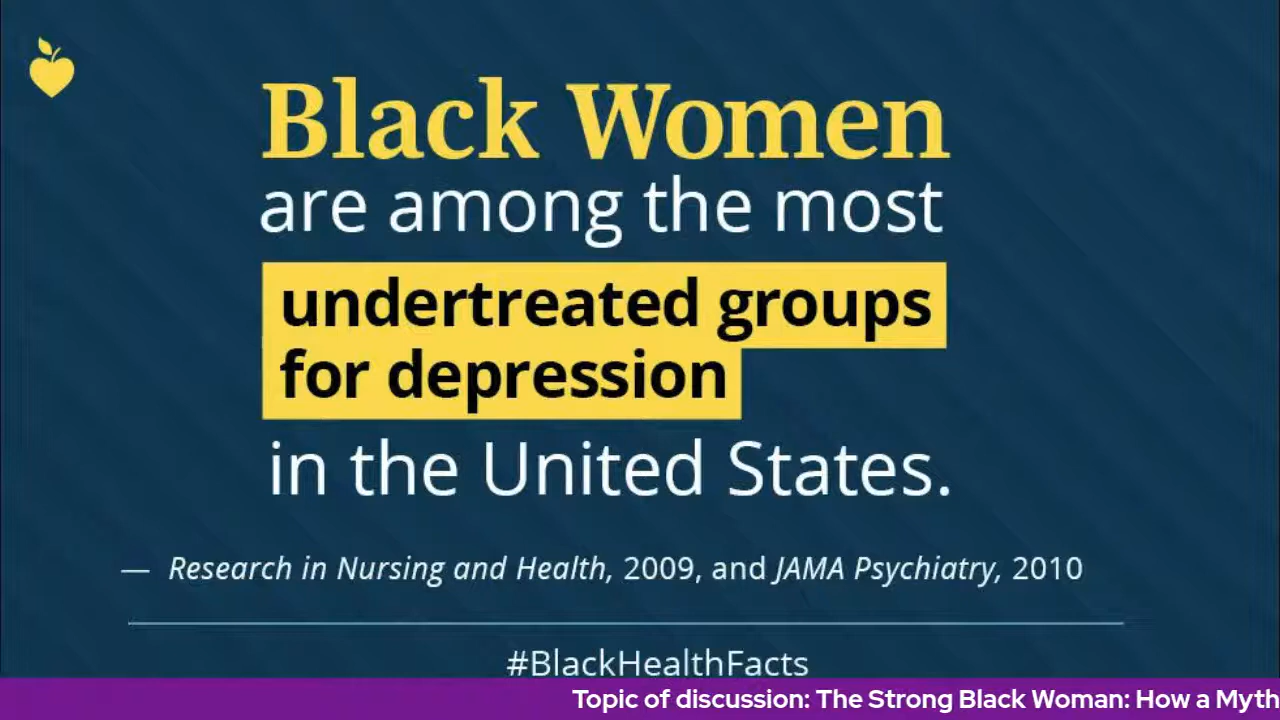 Black Women
are among the most
undertreated groups
for depression
in the United States.
— Research in Nursing and Health, 2009, and JAMA Psychiatry, 2010
#BlackHealthFacts
Topic of discussion: The Strong Black Woman: How a Myth